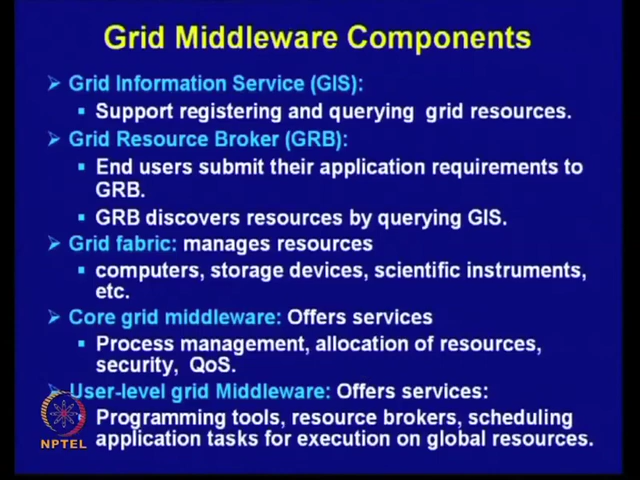 Grid Middleware Components
➢ Grid Information Service (GIS):
▪ Support registering and querying grid resources.
➢ Grid Resource Broker (GRB):
▪ End users submit their application requirements to
GRB.
▪ GRB discovers resources by querying GIS.
➢ Grid fabric: manages resources
▪ computers, storage devices, scientific instruments,
etc.
➢ Core grid middleware: Offers services
▪ Process management, allocation of resources,
security, QoS.
➢ User-level grid Middleware: Offers services:
▪ Programming tools, resource brokers, scheduling
application tasks for execution on global resources.
NPTEL